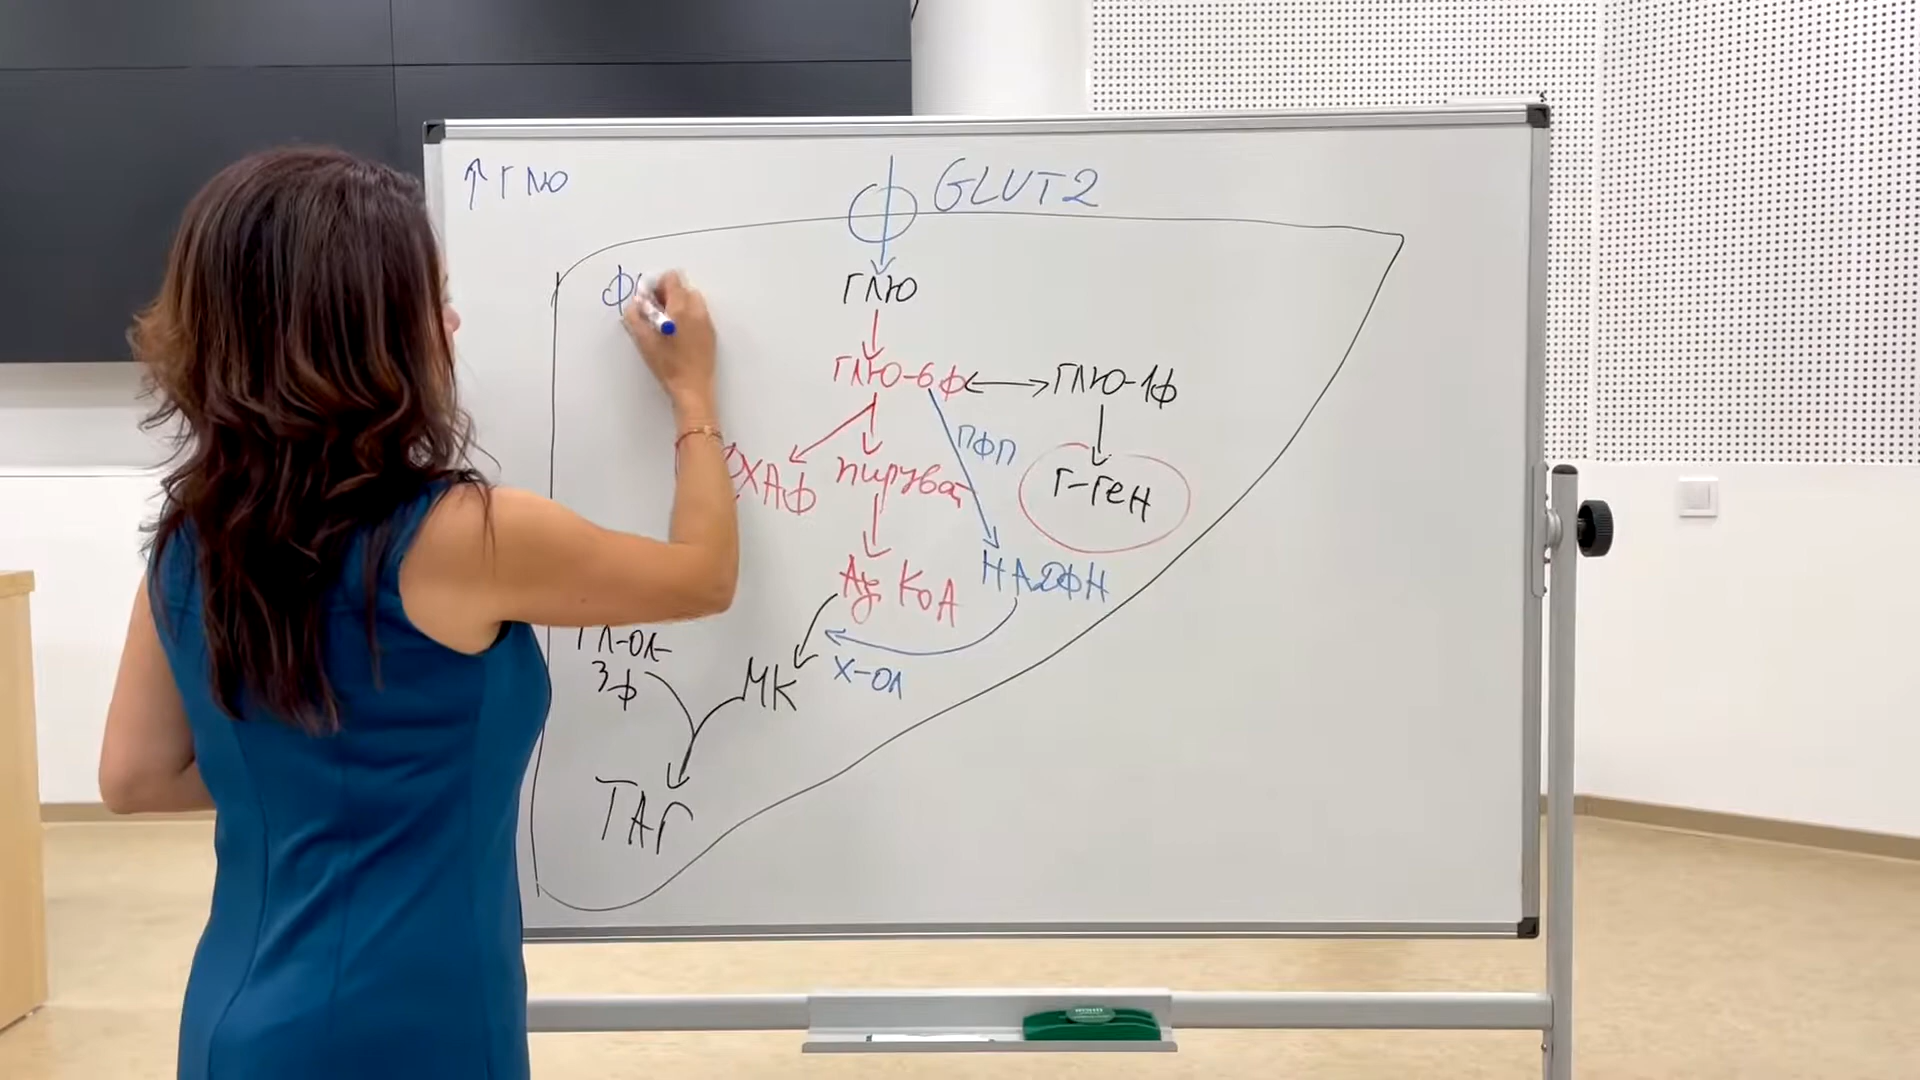 ↑ГЛЮ
GLUT2
ГЛЮ
ГЛЮ-6Ф
ГЛЮ-1Ф
ПФП
ХАФ
пируват
Г-ГеН
Ац КоА
НАДФН
ГЛ-ОЛ-
3Ф
МК
Х-ОЛ
ТАГ